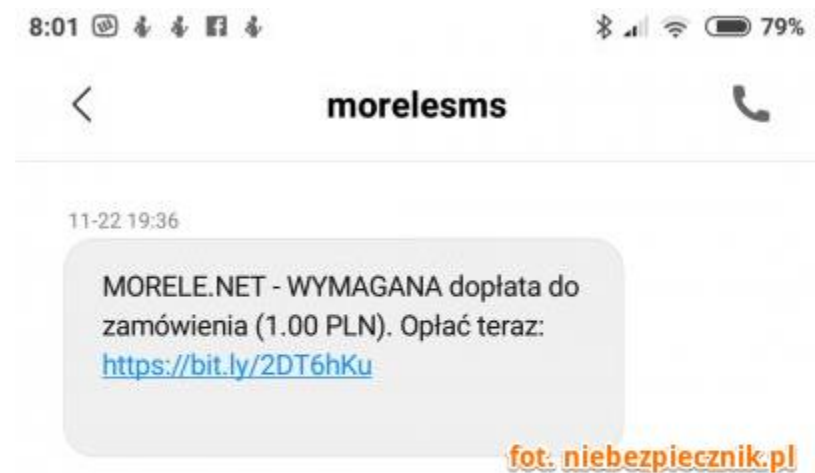 8:01 79%
morelesms
11-22 19:36
MORELE.NET - WYMAGANA dopłata do
zamówienia (1.00 PLN). Opłać teraz:
https://bit.ly/2DT6hKu
fot. niebezpiecznik.pl